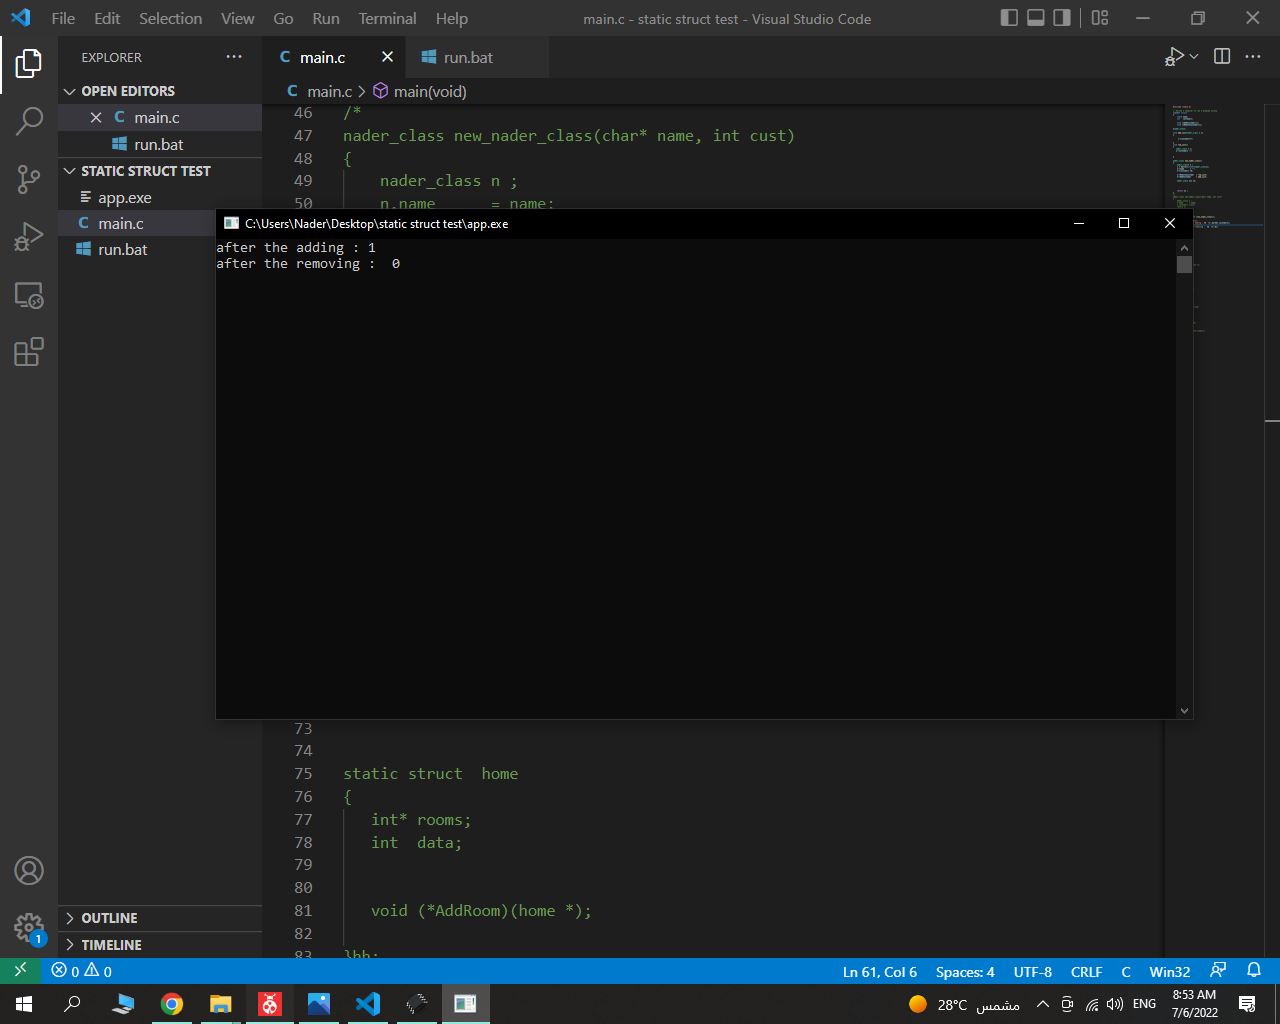 File Edit Selection View Go Run Terminal Help main.c - static struct test - Visual Studio Code
EXPLORER
OPEN EDITORS
main.c
run.bat
STATIC STRUCT TEST
app.exe
main.c
run.bat
OUTLINE
TIMELINE
main.c run.bat
main.c > main(void)
46 /*
47 nader_class new_nader_class(char* name, int cust)
48 {
49 nader_class n ;
50 n.name = name;
C:\Users\Nader\Desktop\static struct test\app.exe
after the adding : 1
after the removing :  0
73
74
75 static struct  home
76 {
77 int* rooms;
78 int  data;
79
80
81 void (*AddRoom)(home *);
82
83 }hh;
1
0 0 Ln 61, Col 6 Spaces: 4 UTF-8 CRLF C Win32
28°C مشمس ENG 8:53 AM
7/6/2022